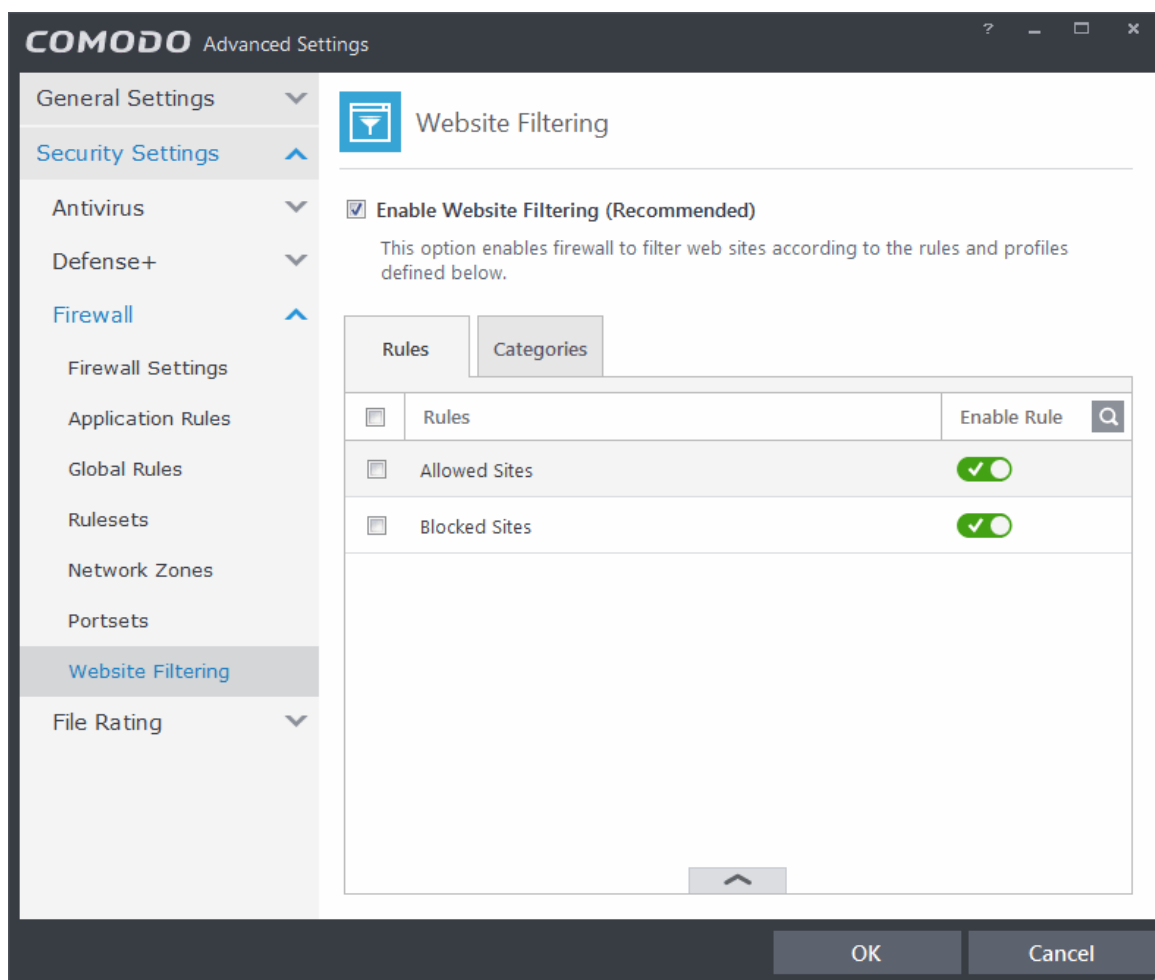 COMODO Advanced Settings
?
General Settings
Security Settings
Antivirus
Defense+
Firewall
Firewall Settings
Application Rules
Global Rules
Rulesets
Network Zones
Portsets
Website Filtering
File Rating
Website Filtering
Enable Website Filtering (Recommended)
This option enables firewall to filter web sites according to the rules and profiles
defined below.
Rules Categories
Rules Enable Rule
Allowed Sites
Blocked Sites
OK Cancel